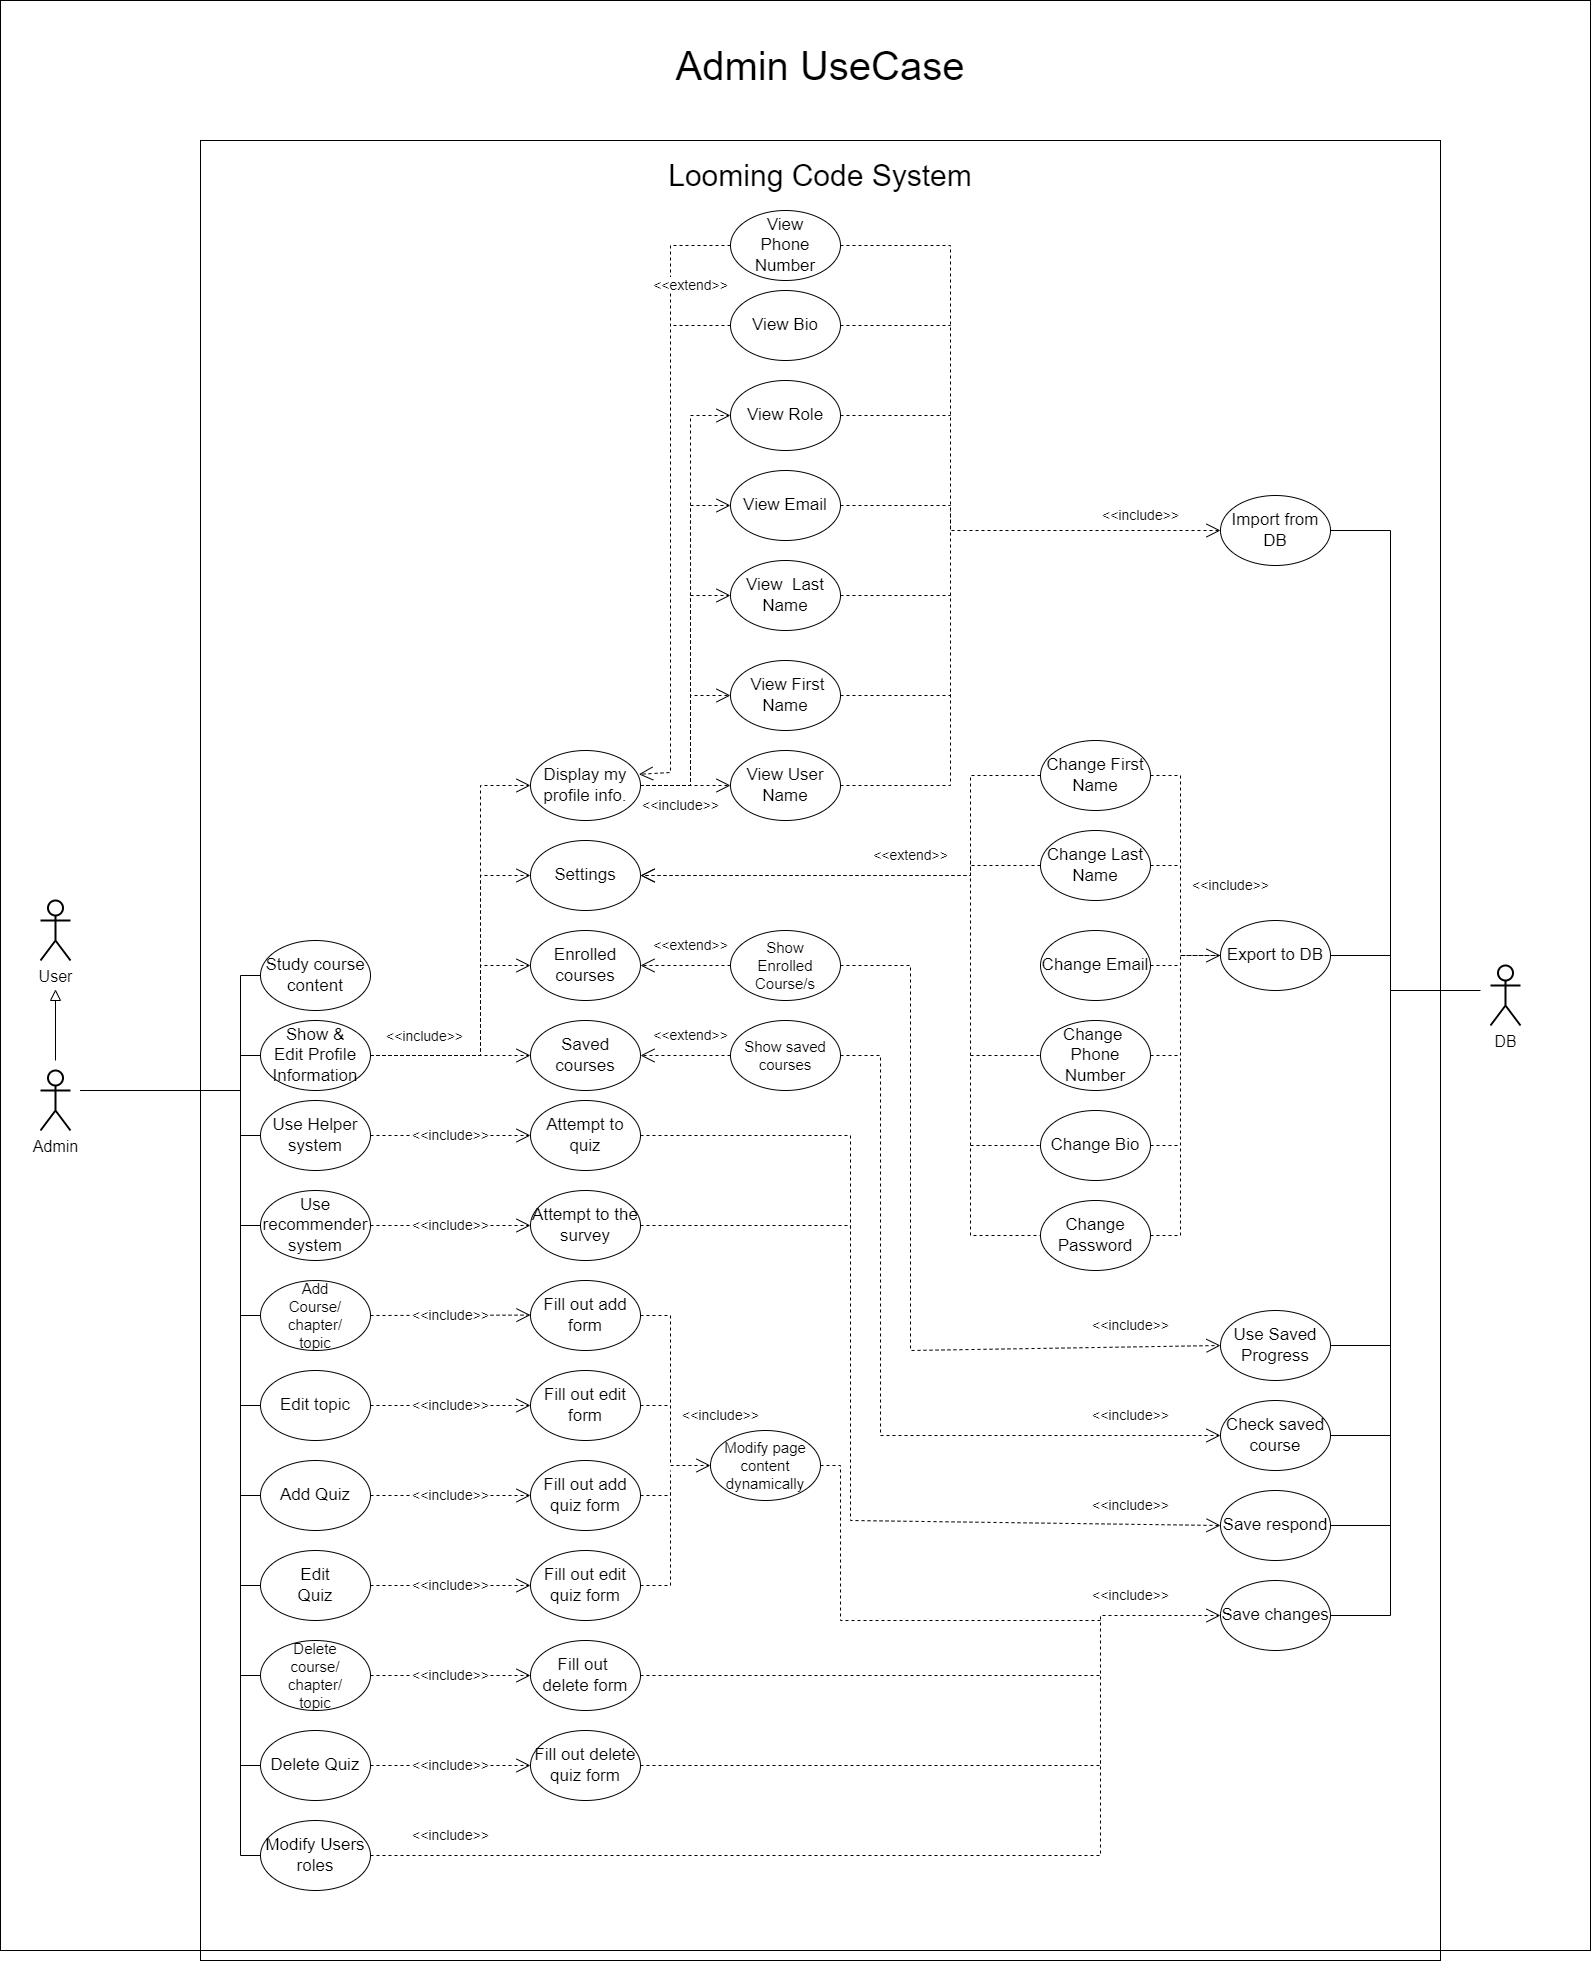 Admin UseCase
Looming Code System
View
Phone
Number
<<extend>>
View Bio
View Role
View Email
<<include>>
Import from
DB
View  Last
Name
View First
Name
Display my
profile info.
<<include>>
View User
Name
Change First
Name
Settings
<<extend>>
Change Last
Name
<<include>>
User
Admin
Study course
content
Enrolled
courses
<<extend>>
Show
Enrolled
Course/s
Change Email
Export to DB
DB
Show &
Edit Profile
Information
<<include>>
Saved
courses
<<extend>>
Show saved
courses
Change
Phone
Number
Use Helper
system
<<include>>
Attempt to
quiz
Change Bio
Use
recommender
system
<<include>>
Attempt to the
survey
Change
Password
Add
Course/
chapter/
topic
<<include>>
Fill out add
form
<<include>>
Use Saved
Progress
Edit topic
<<include>>
Fill out edit
form
<<include>>
Modify page
content
dynamically
<<include>>
Check saved
course
Add Quiz
<<include>>
Fill out add
quiz form
<<include>>
Save respond
Edit
Quiz
<<include>>
Fill out edit
quiz form
<<include>>
Save changes
Delete
course/
chapter/
topic
<<include>>
Fill out
delete form
Delete Quiz
<<include>>
Fill out delete
quiz form
Modify Users
roles
<<include>>